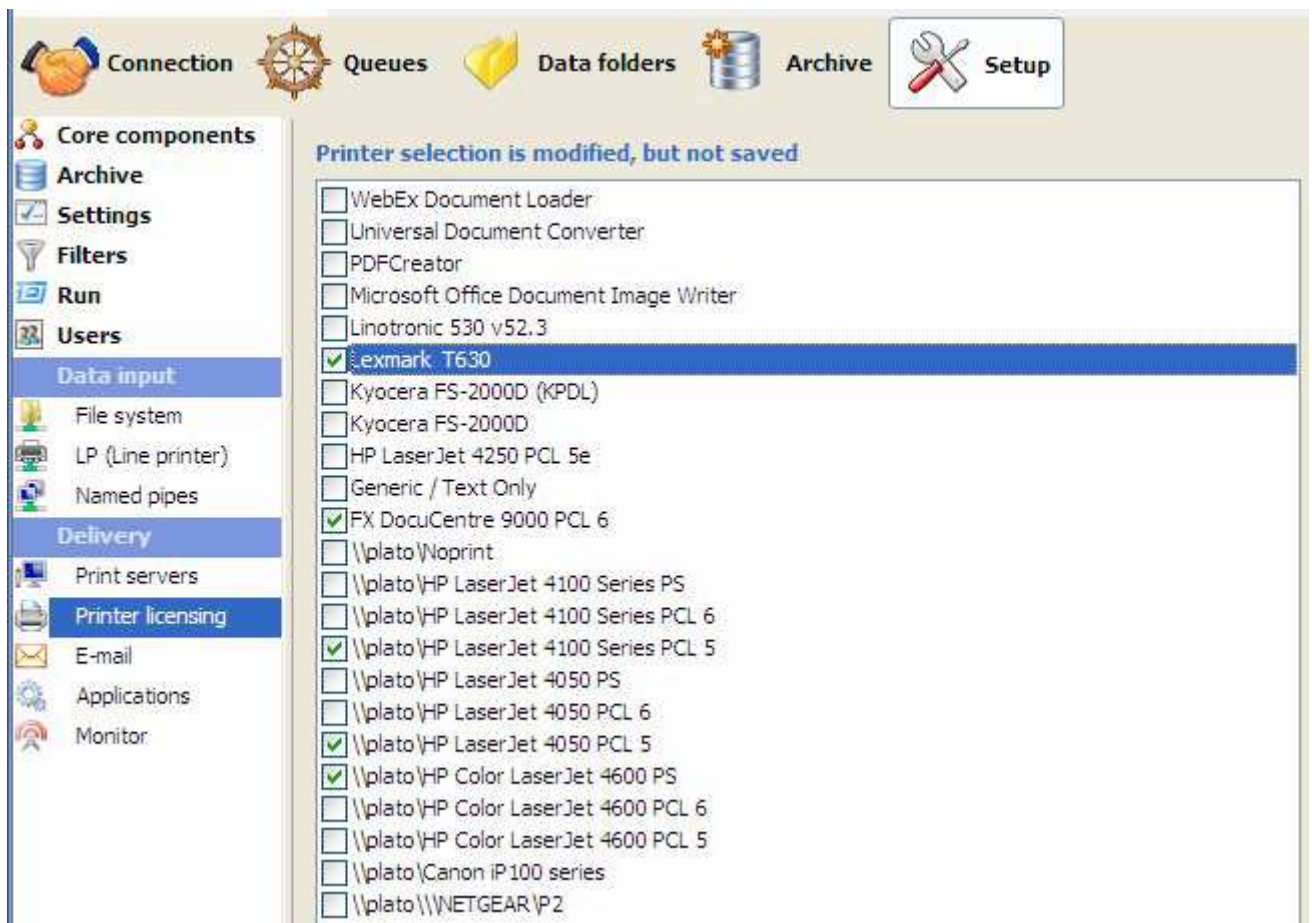 Connection Queues Data folders Archive Setup
Core components
Archive
Settings
Filters
Run
Users
Data input
File system
LP (Line printer)
Named pipes
Delivery
Print servers
Printer licensing
E-mail
Applications
Monitor
Printer selection is modified, but not saved
WebEx Document Loader
Universal Document Converter
PDFCreator
Microsoft Office Document Image Writer
Linotronic 530 v52.3
Lexmark T630
Kyocera FS-2000D (KPDL)
Kyocera FS-2000D
HP LaserJet 4250 PCL 5e
Generic / Text Only
FX DocuCentre 9000 PCL 6
\\plato\Noprint
\\plato\HP LaserJet 4100 Series PS
\\plato\HP LaserJet 4100 Series PCL 6
\\plato\HP LaserJet 4100 Series PCL 5
\\plato\HP LaserJet 4050 PS
\\plato\HP LaserJet 4050 PCL 6
\\plato\HP LaserJet 4050 PCL 5
\\plato\HP Color LaserJet 4600 PS
\\plato\HP Color LaserJet 4600 PCL 6
\\plato\HP Color LaserJet 4600 PCL 5
\\plato\Canon iP100 series
\\plato\\\NETGEAR\P2